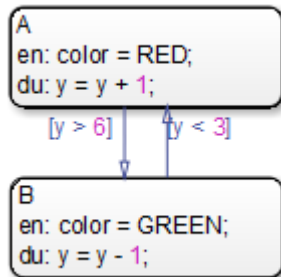 A
en: color = RED;
du: y = y + 1;
[y > 6] [y < 3]
B
en: color = GREEN;
du: y = y - 1;